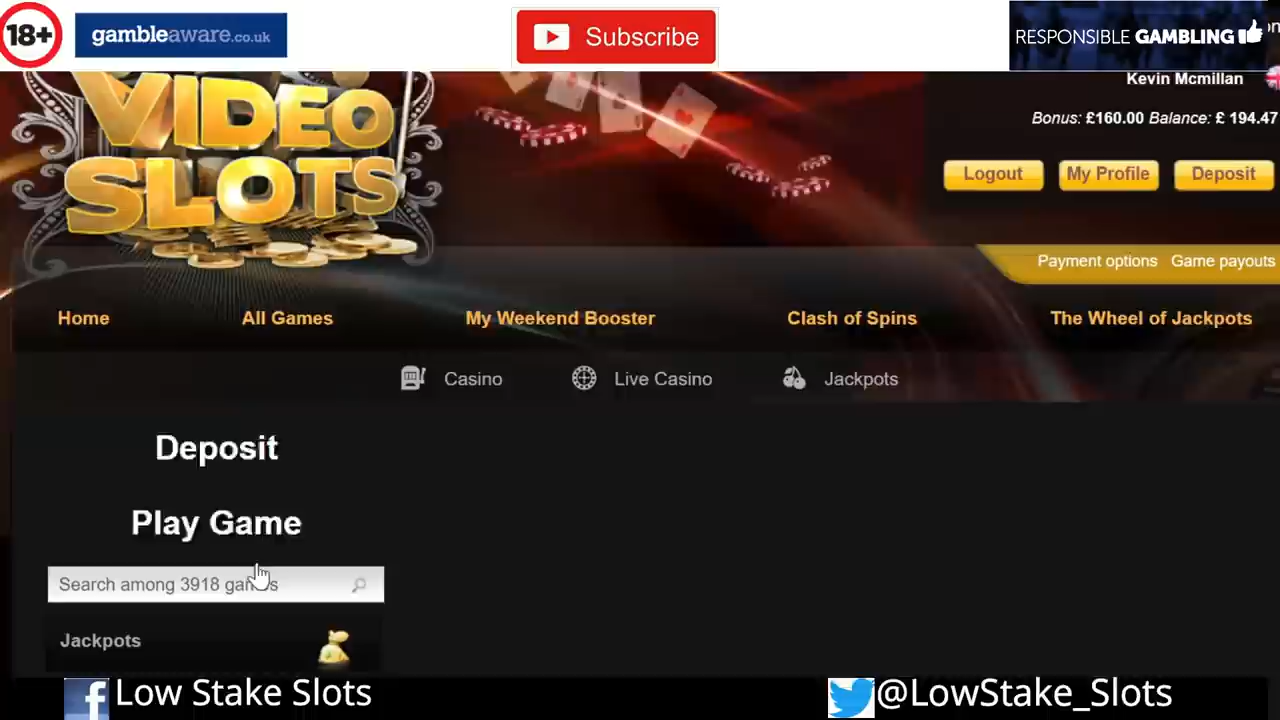 18+
gambleaware.co.uk
Subscribe
RESPONSIBLE GAMBLING
VIDEO
SLOTS
Kevin Mcmillan
Bonus: £160.00 Balance: £ 194.47
Logout
My Profile
Deposit
Payment options
Game payouts
Home
All Games
My Weekend Booster
Clash of Spins
The Wheel of Jackpots
Casino
Live Casino
Jackpots
Deposit
Play Game
Search among 3918 games
Jackpots
Low Stake Slots
@LowStake_Slots